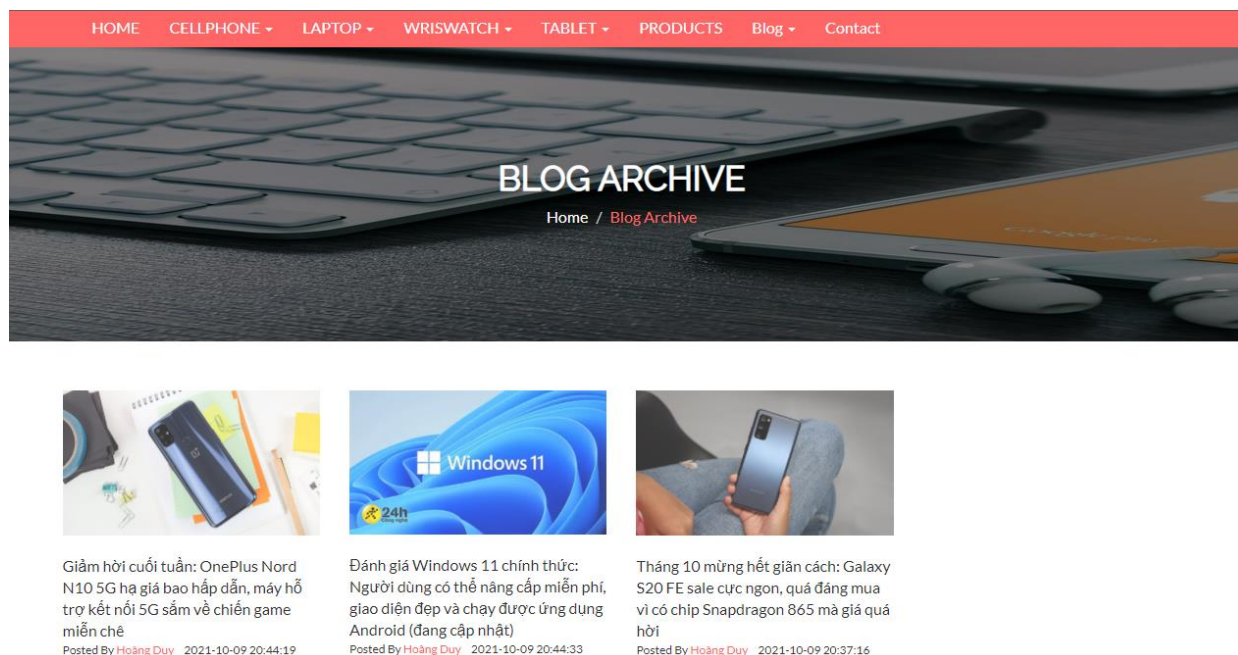 HOME CELLPHONE LAPTOP WRISWATCH TABLET PRODUCTS Blog Contact
BLOG ARCHIVE
Home / Blog Archive
Windows 11
24h
Công nghệ
Giảm hời cuối tuần: OnePlus Nord
N10 5G hạ giá bao hấp dẫn, máy hỗ
trợ kết nối 5G sắm về chiến game
miễn chê
Posted By Hoàng Duy 2021-10-09 20:44:19
Đánh giá Windows 11 chính thức:
Người dùng có thể nâng cấp miễn phí,
giao diện đẹp và chạy được ứng dụng
Android (đang cập nhật)
Posted By Hoàng Duy 2021-10-09 20:44:33
Tháng 10 mừng hết giãn cách: Galaxy
S20 FE sale cực ngon, quá đáng mua
vì có chip Snapdragon 865 mà giá quá
hời
Posted By Hoàng Duy 2021-10-09 20:37:16